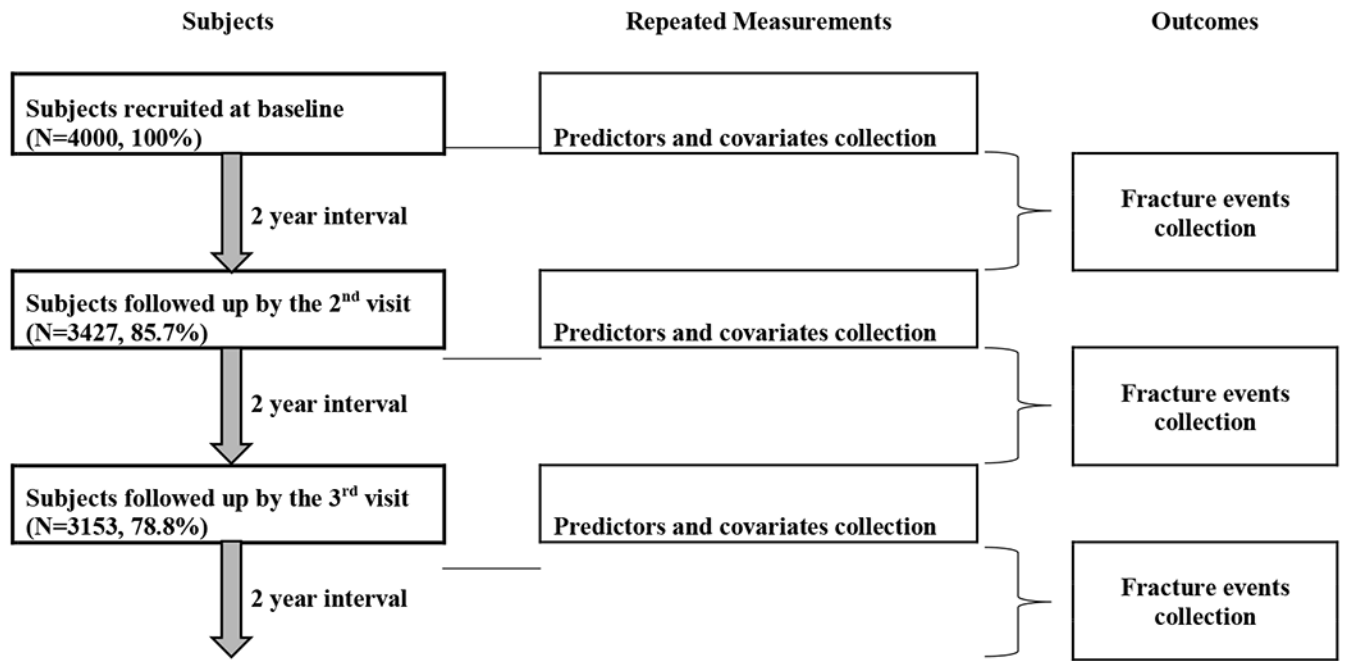 Subjects
Repeated Measurements
Outcomes
Subjects recruited at baseline
(N=4000, 100%)
Predictors and covariates collection
Fracture events
collection
2 year interval
Subjects followed up by the 2nd visit
(N=3427, 85.7%)
Predictors and covariates collection
Fracture events
collection
2 year interval
Subjects followed up by the 3rd visit
(N=3153, 78.8%)
Predictors and covariates collection
Fracture events
collection
2 year interval